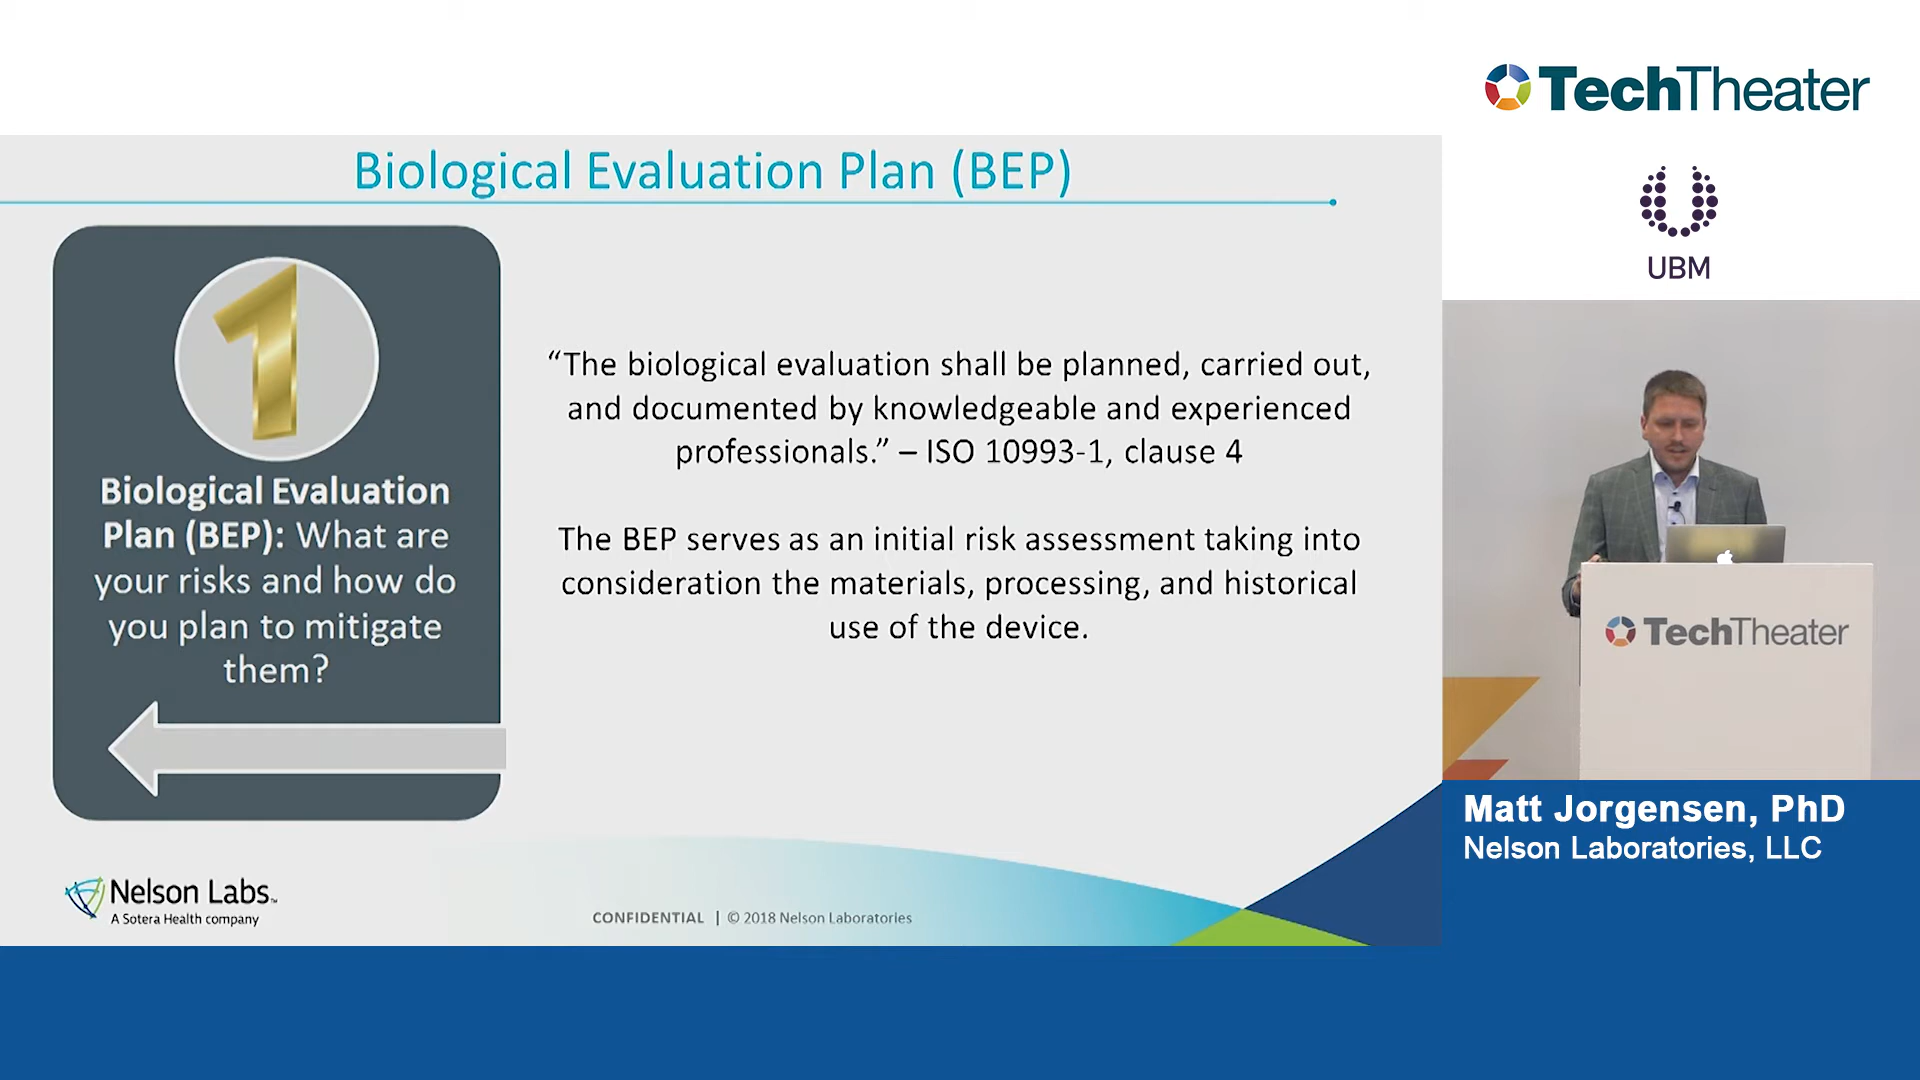 TechTheater
UBM
Biological Evaluation Plan (BEP)
1
Biological Evaluation
Plan (BEP): What are
your risks and how do
you plan to mitigate
them?
“The biological evaluation shall be planned, carried out,
and documented by knowledgeable and experienced
professionals.” – ISO 10993-1, clause 4
The BEP serves as an initial risk assessment taking into
consideration the materials, processing, and historical
use of the device.
TechTheater
Matt Jorgensen, PhD
Nelson Laboratories, LLC
Nelson Labs™
A Sotera Health company
CONFIDENTIAL | © 2018 Nelson Laboratories